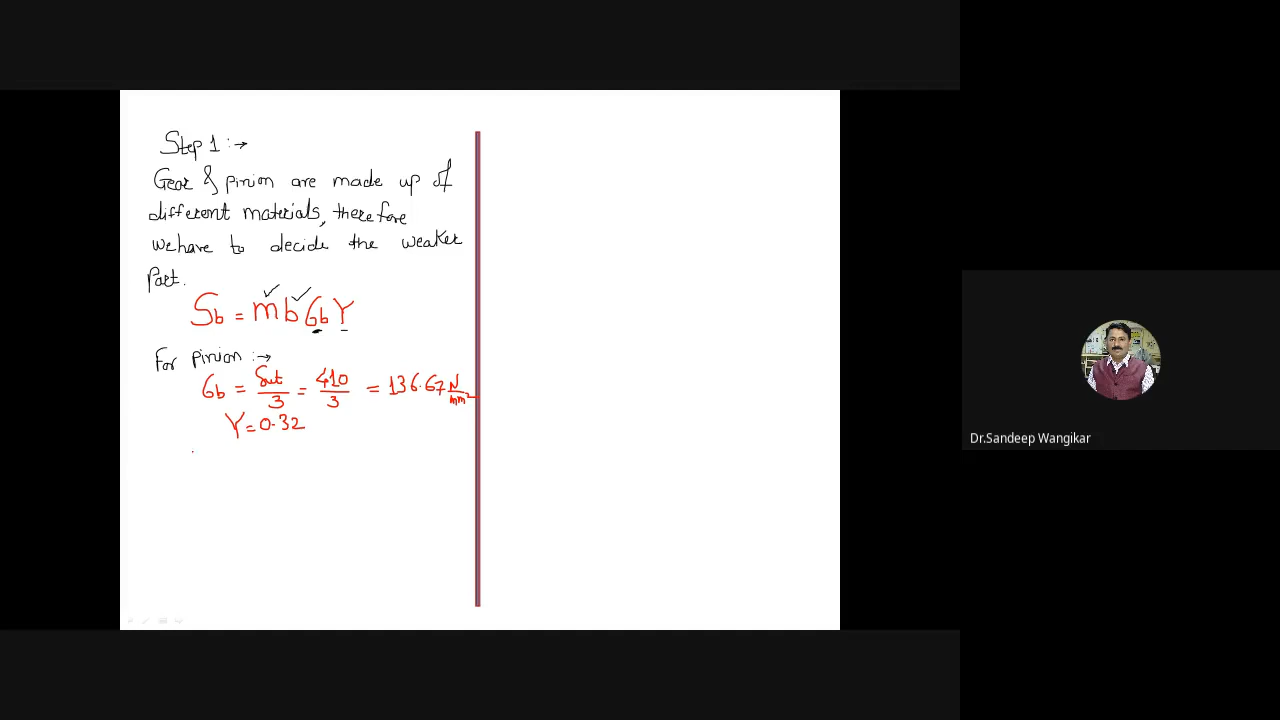 Step 1 :→
Gear & pinion are made up of
different materials, therefore
we have to decide the weaker
part.
Sb = m b σb Y
For pinion :→
σb = Sut/3 = 410/3 = 136.67 N/mm²
Y = 0.32
Dr.Sandeep Wangikar